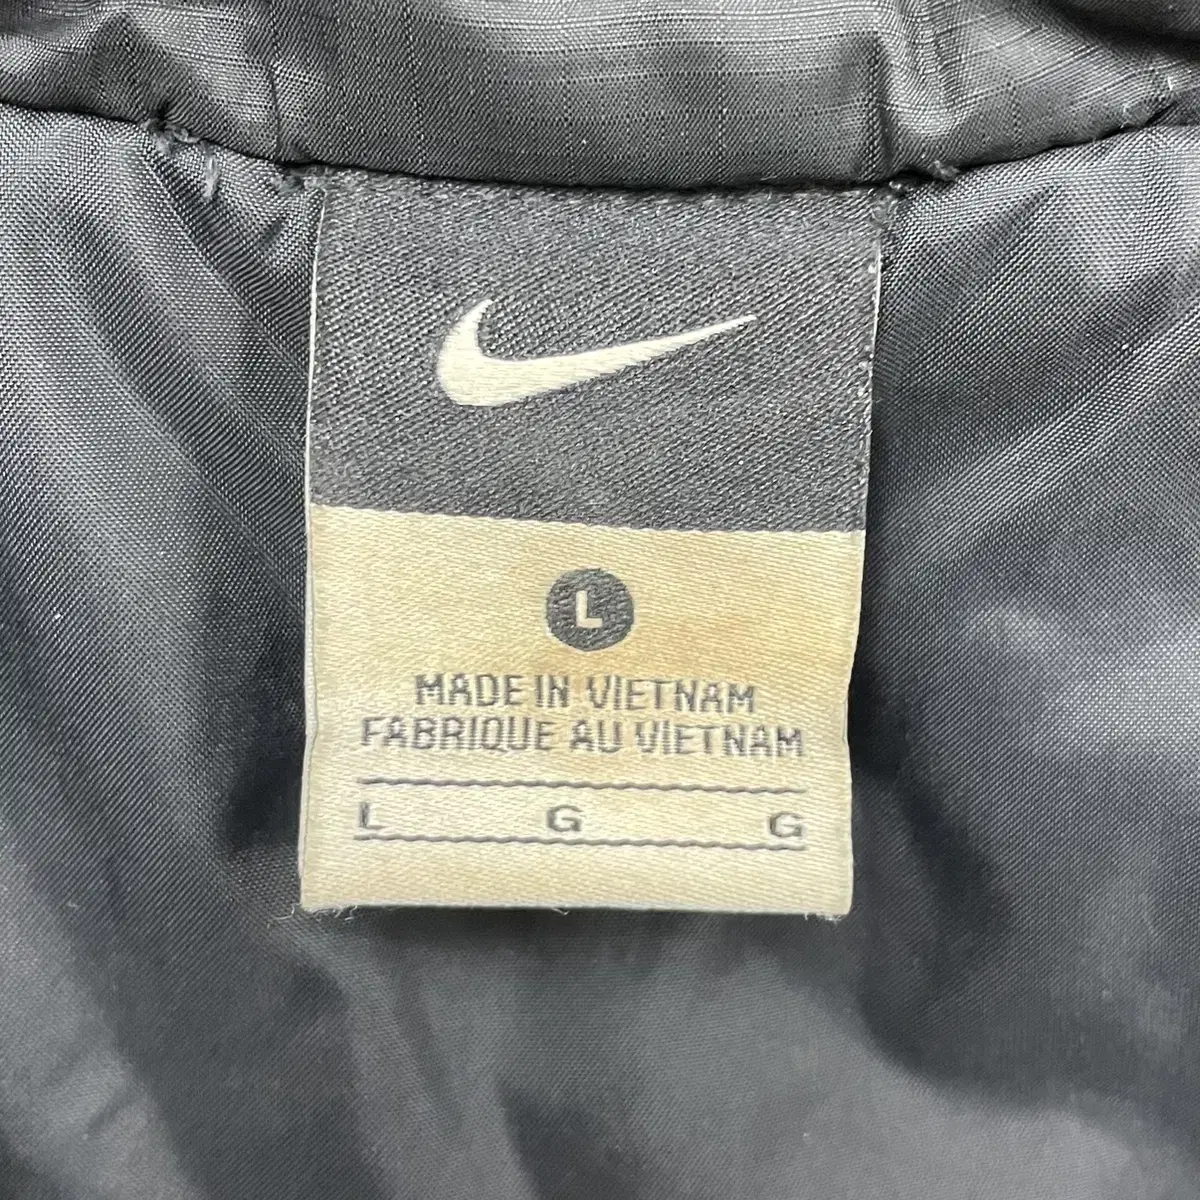 L
MADE IN VIETNAM
FABRIQUE AU VIETNAM
L G G